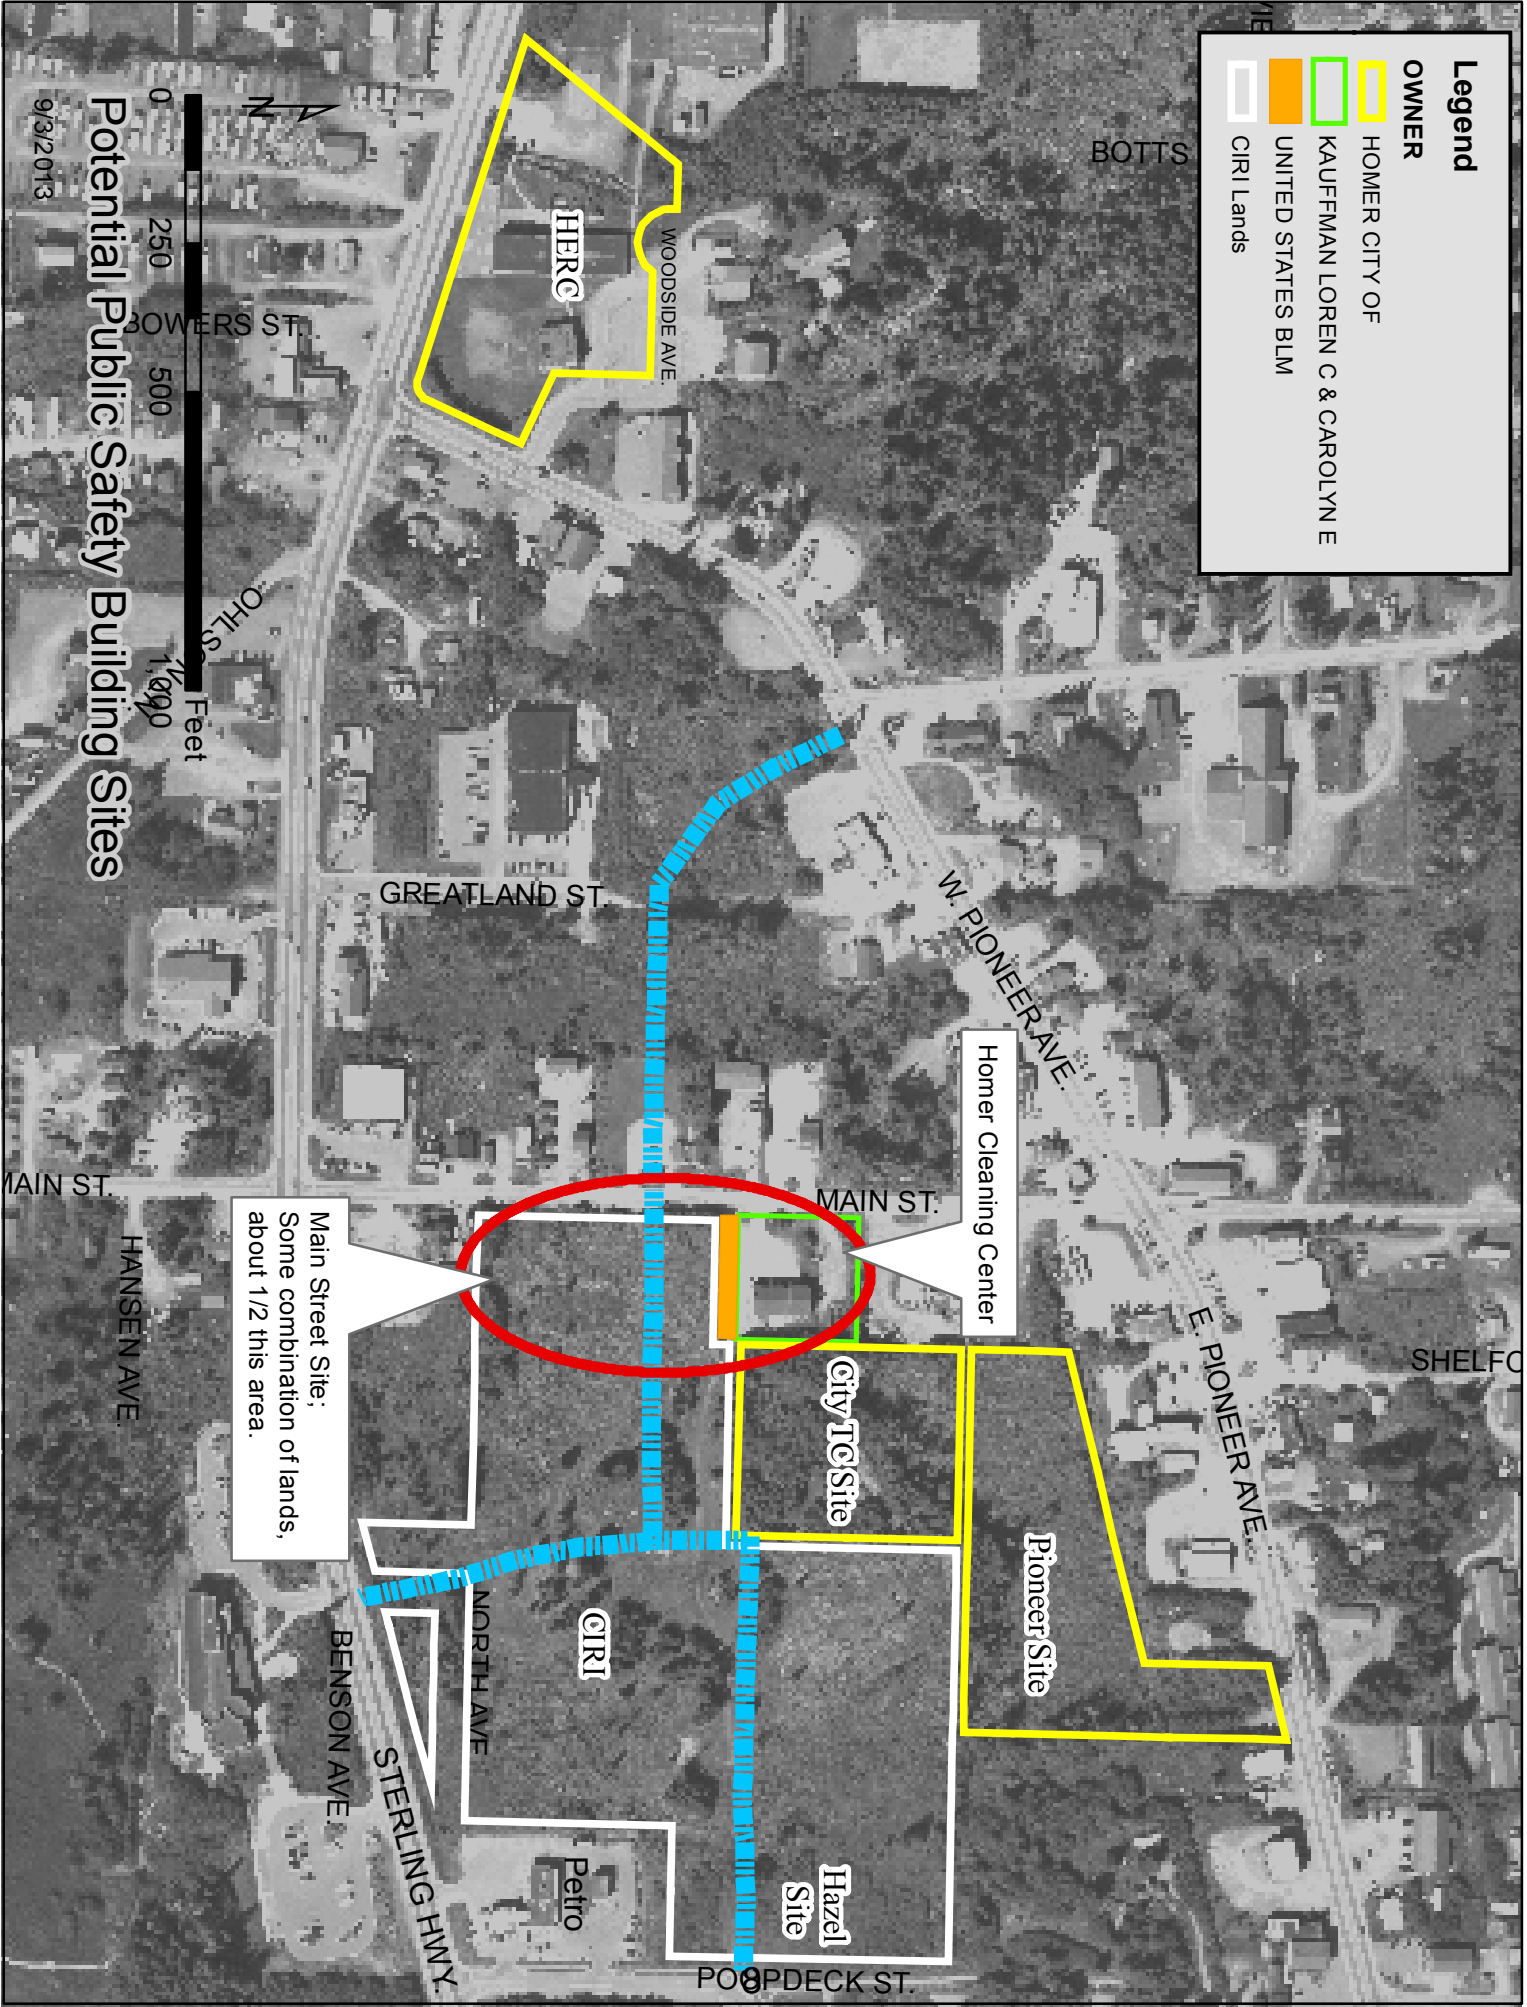 Legend
OWNER
HOMER CITY OF
KAUFFMAN LOREN C & CAROLYN E
UNITED STATES BLM
CIRI Lands
BOTTS
SHELFO
W. PIONEER AVE.
E. PIONEER AVE.
Homer Cleaning Center
MAIN ST.
City TC Site
Pioneer Site
Hazel
Site
POOPDECK ST.
WOODSIDE AVE.
HERC
GREATLAND ST.
CIRI
Petro
NORTH AVE
STERLING HWY.
BENSON AVE.
Main Street Site;
Some combination of lands,
about 1/2 this area.
BOWERS ST.
MAIN ST.
HANSEN AVE.
N
0 250 500 1,000
Feet
Potential Public Safety Building Sites
9/3/2013